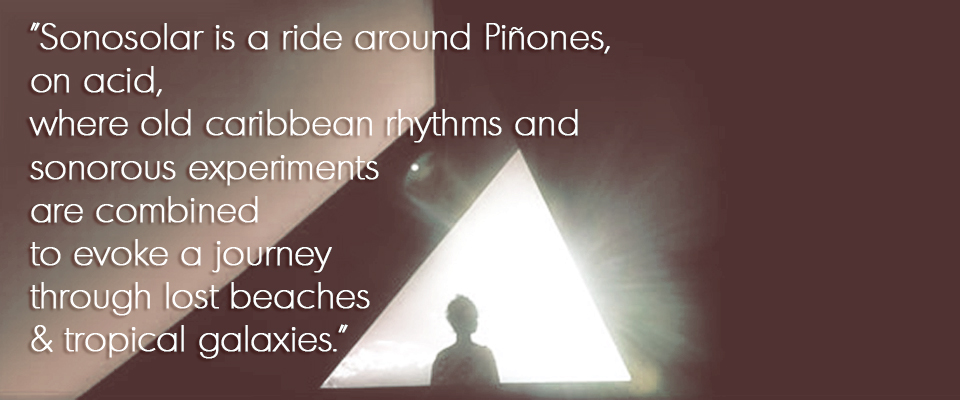 "Sonosolar is a ride around Piñones,
on acid,
where old caribbean rhythms and
sonorous experiments
are combined
to evoke a journey
through lost beaches
& tropical galaxies."